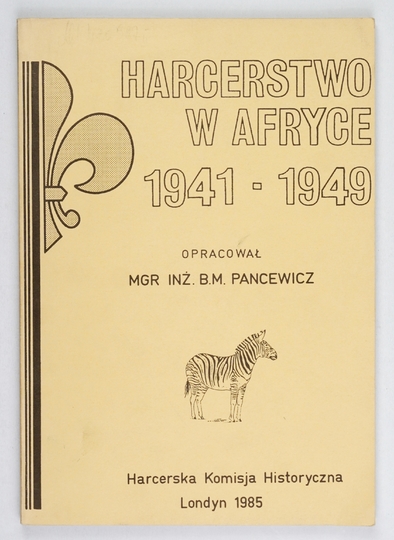 HARCERSTWO
W AFRYCE
1941 - 1949
OPRACOWAŁ
MGR INŻ. B.M. PANCEWICZ
Harcerska Komisja Historyczna
Londyn 1985